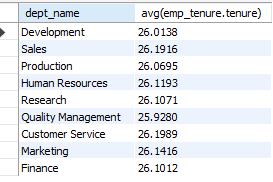 dept_name avg(emp_tenure.tenure)
Development 26.0138
Sales 26.1916
Production 26.0695
Human Resources 26.1193
Research 26.1071
Quality Management 25.9280
Customer Service 26.1989
Marketing 26.1416
Finance 26.1012